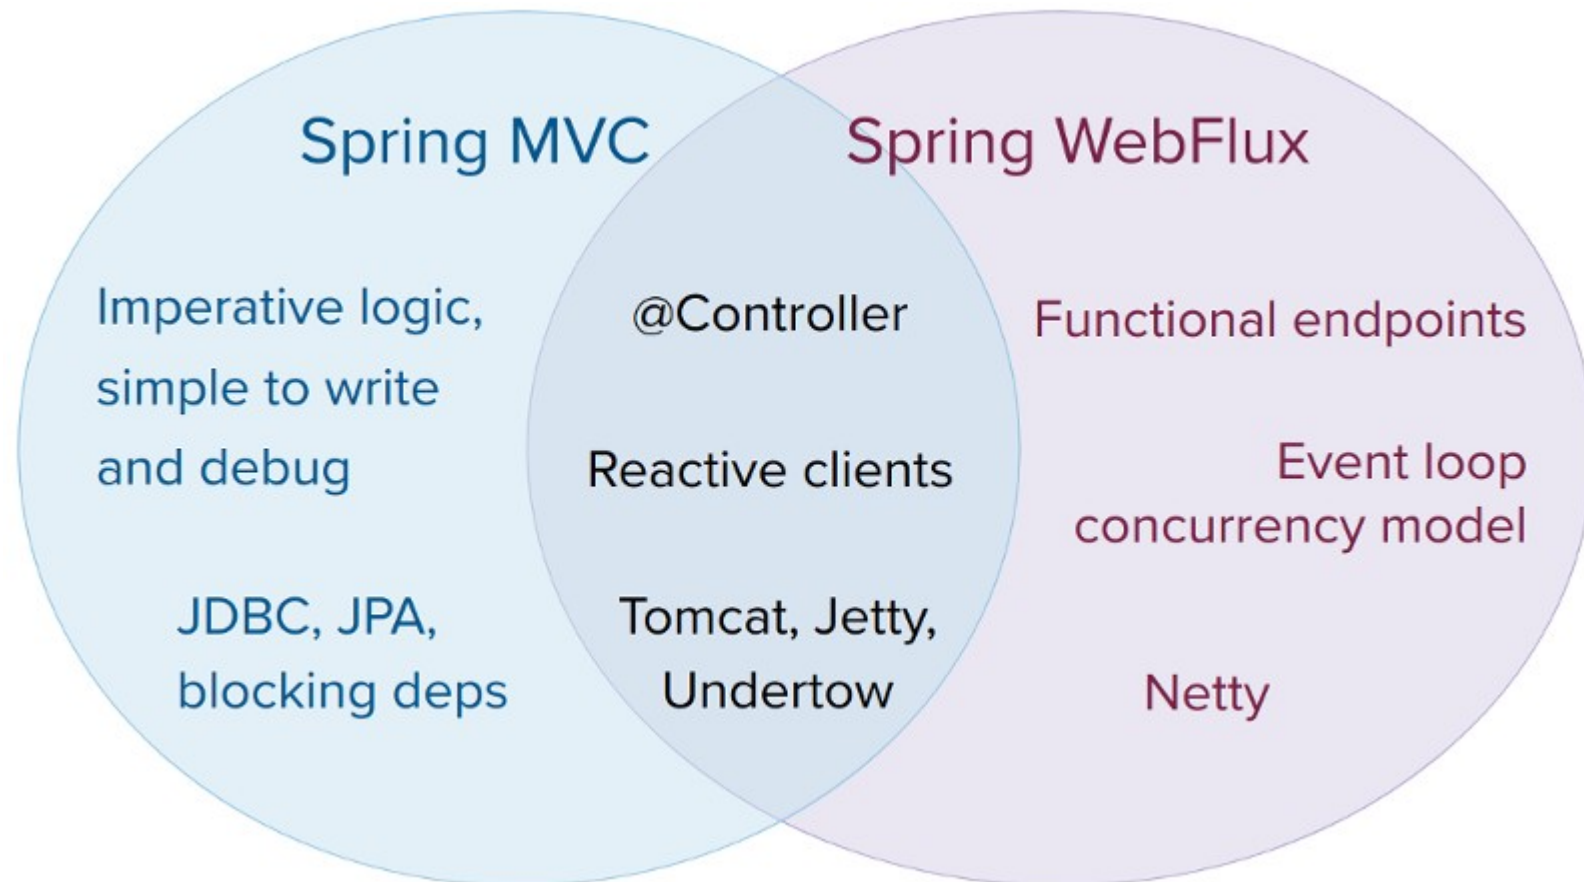 Spring MVC
Spring WebFlux
Imperative logic,
simple to write
and debug
JDBC, JPA,
blocking deps
@Controller
Reactive clients
Tomcat, Jetty,
Undertow
Functional endpoints
Event loop
concurrency model
Netty